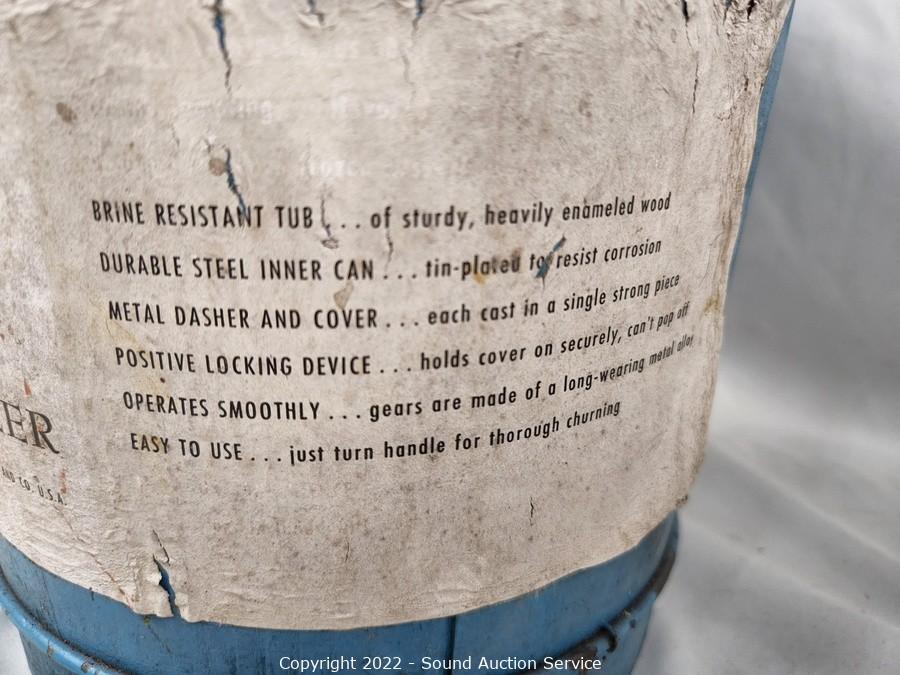 BRINE RESISTANT TUB ... of sturdy, heavily enameled wood
DURABLE STEEL INNER CAN ... tin-plated to resist corrosion
METAL DASHER AND COVER ... each cast in a single strong piece
POSITIVE LOCKING DEVICE ... holds cover on securely, can't pop off
OPERATES SMOOTHLY ... gears are made of a long-wearing metal alloy
EASY TO USE ... just turn handle for thorough churning
ER
AND CO. U.S.A.
Copyright 2022 - Sound Auction Service